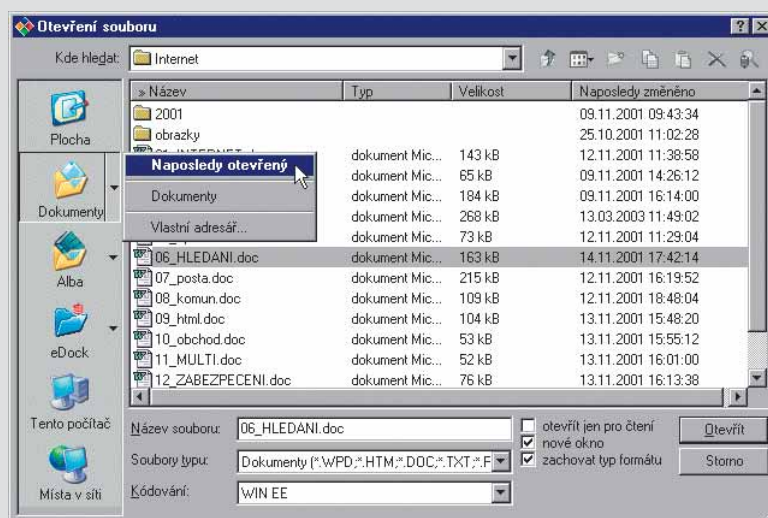 Otevření souboru
Kde hledat: Internet
» Název Typ Velikost Naposledy změněno
2001 09.11.2001 09:43:34
obrazky 25.10.2001 11:02:28
dokument Mic... 143 kB 12.11.2001 11:38:58
dokument Mic... 65 kB 09.11.2001 14:26:12
dokument Mic... 184 kB 09.11.2001 16:14:00
dokument Mic... 268 kB 13.03.2003 11:49:02
dokument Mic... 73 kB 12.11.2001 11:29:04
06_HLEDANI.doc dokument Mic... 163 kB 14.11.2001 17:42:14
07_posta.doc dokument Mic... 215 kB 12.11.2001 16:19:52
08_komun.doc dokument Mic... 109 kB 12.11.2001 18:48:04
09_html.doc dokument Mic... 104 kB 13.11.2001 15:48:20
10_obchod.doc dokument Mic... 53 kB 13.11.2001 15:55:12
11_MULTI.doc dokument Mic... 52 kB 13.11.2001 16:01:00
12_ZABEZPECENI.doc dokument Mic... 76 kB 13.11.2001 16:13:38
Naposledy otevřený
Dokumenty
Vlastní adresář...
Plocha
Dokumenty
Alba
eDock
Tento počítač
Místa v síti
Název souboru: 06_HLEDANI.doc
Soubory typu: Dokumenty (*.WPD;*.HTM;*.DOC;*.TXT;*.F
Kódování: WIN EE
otevřít jen pro čtení
nové okno
zachovat typ formátu
Otevřít
Storno